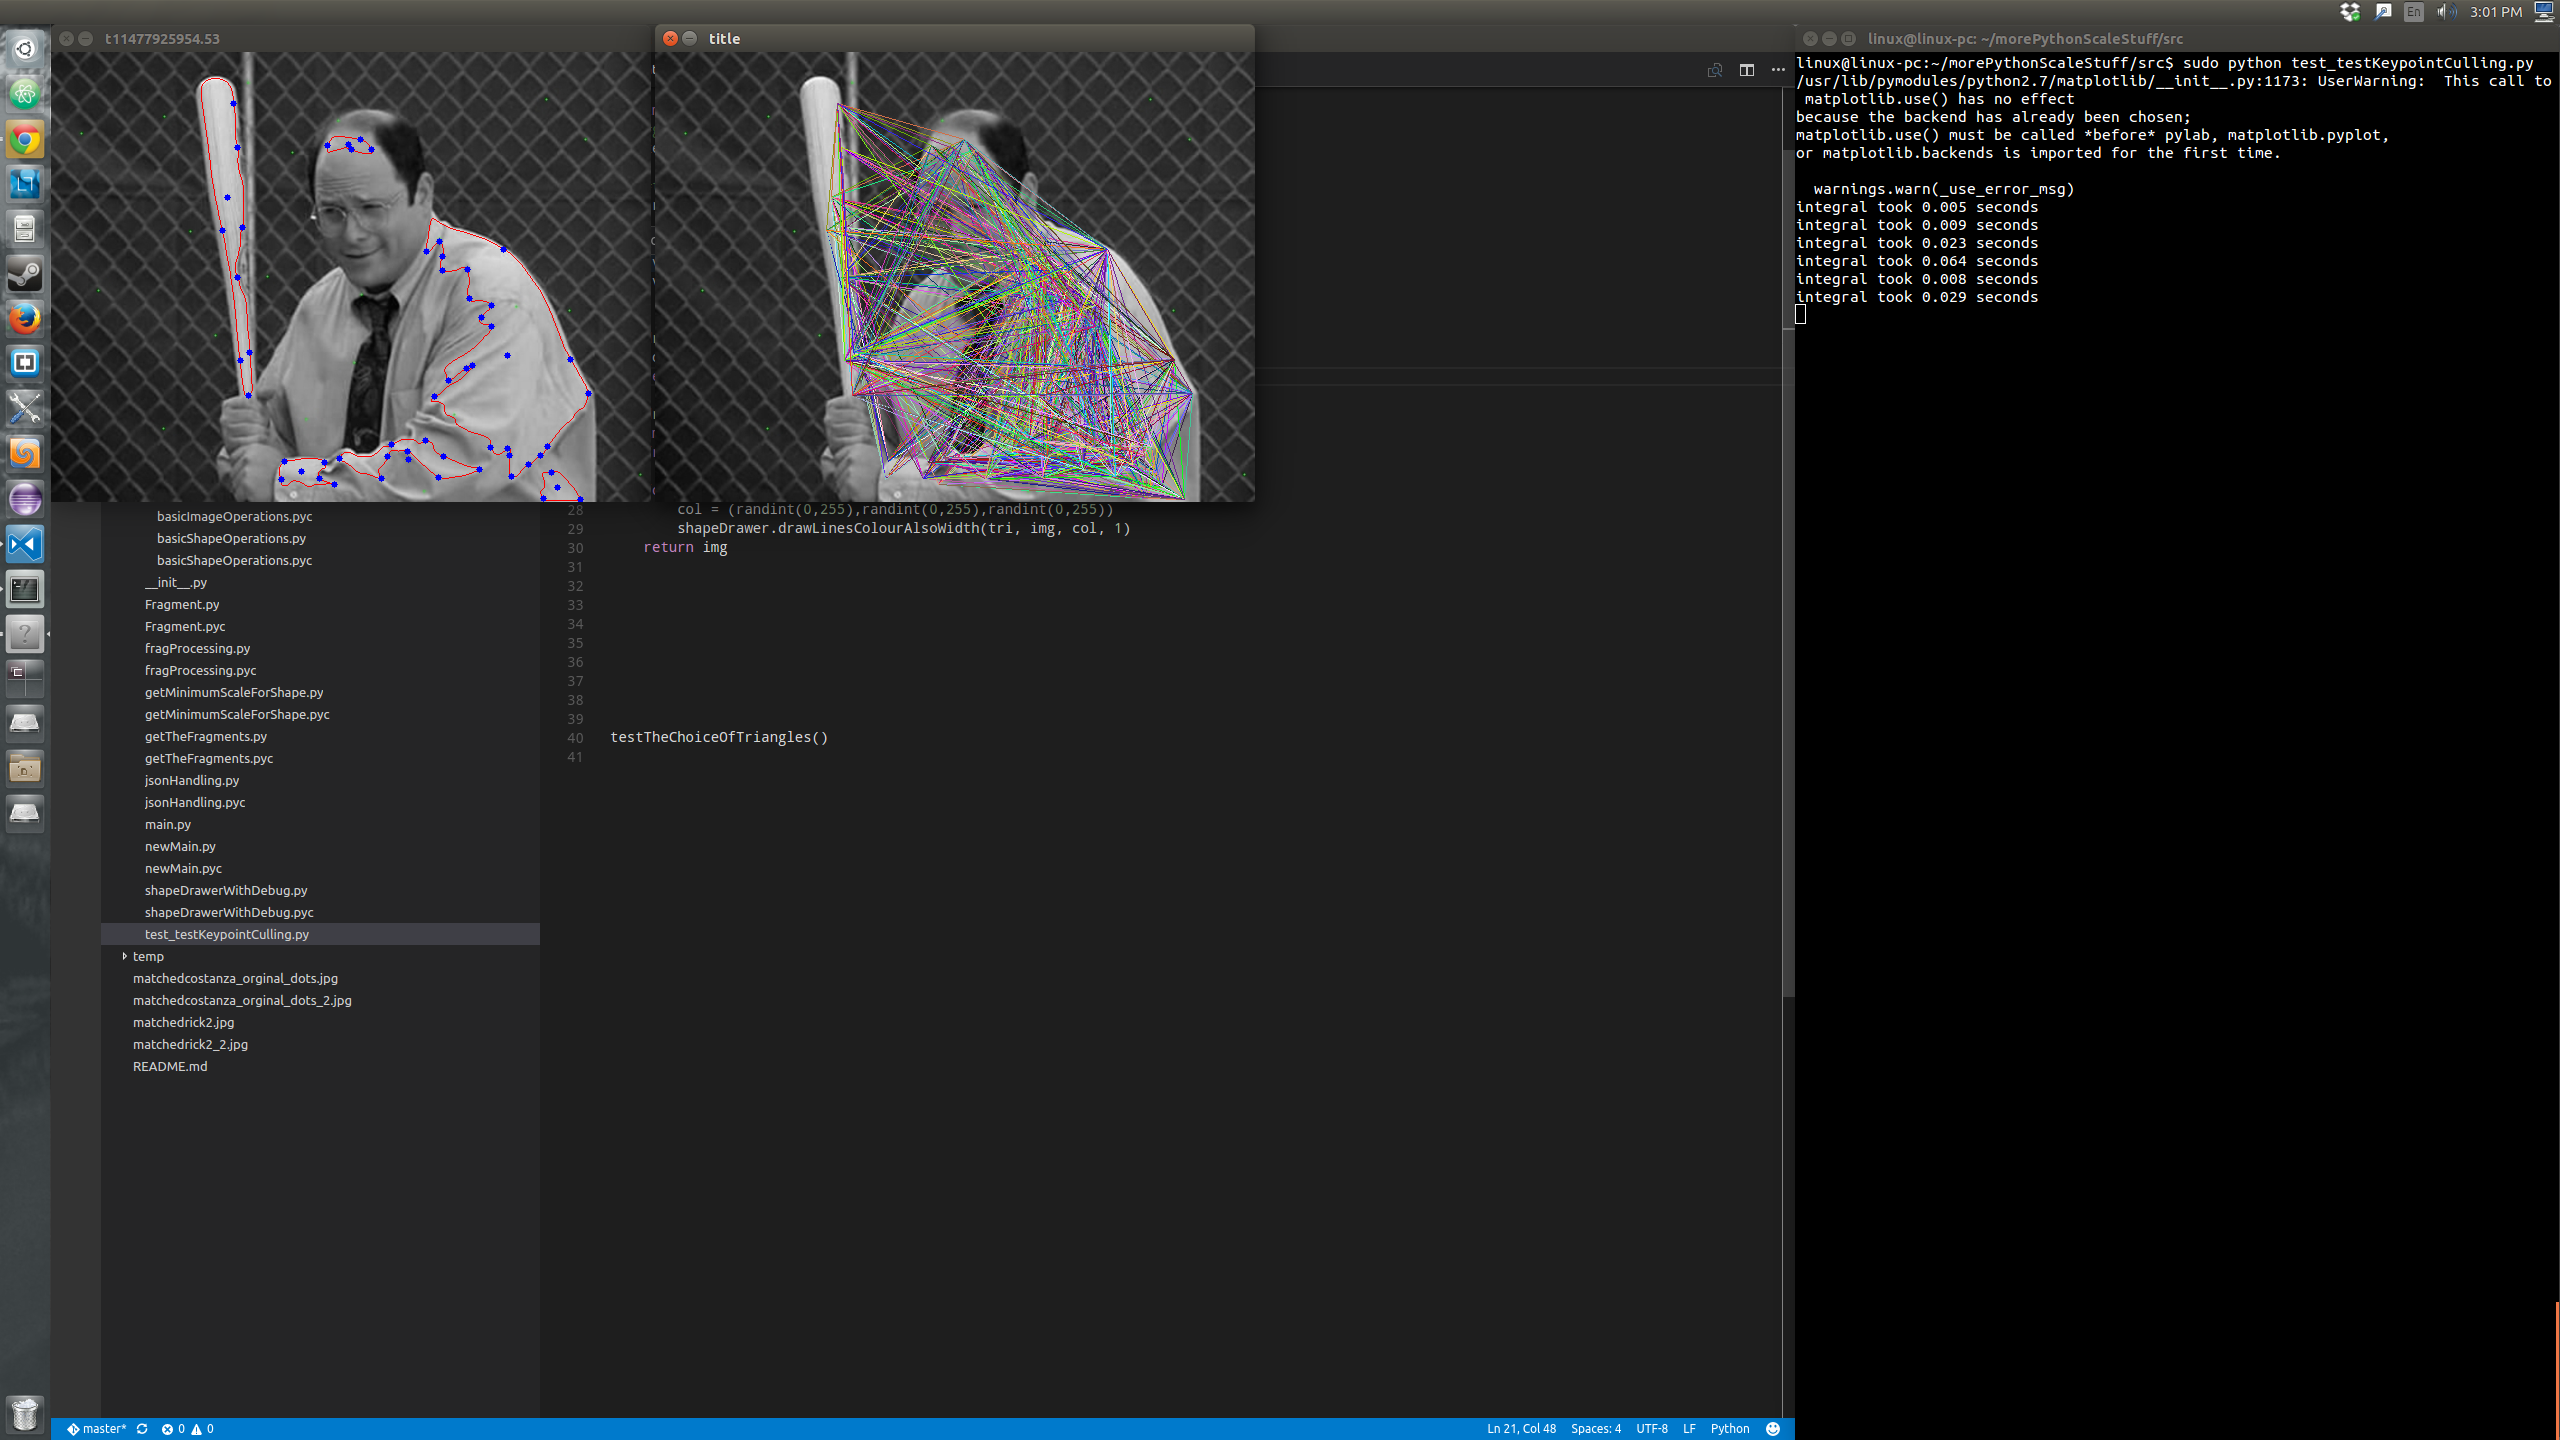 En
3:01 PM
t11477925954.53
title
linux@linux-pc: ~/morePythonScaleStuff/src
linux@linux-pc:~/morePythonScaleStuff/src$ sudo python test_testKeypointCulling.py
/usr/lib/pymodules/python2.7/matplotlib/__init__.py:1173: UserWarning:  This call to
 matplotlib.use() has no effect
because the backend has already been chosen;
matplotlib.use() must be called *before* pylab, matplotlib.pyplot,
or matplotlib.backends is imported for the first time.
  warnings.warn(_use_error_msg)
integral took 0.005 seconds
integral took 0.009 seconds
integral took 0.023 seconds
integral took 0.064 seconds
integral took 0.008 seconds
integral took 0.029 seconds
basicImageOperations.pyc
basicShapeOperations.py
basicShapeOperations.pyc
__init__.py
Fragment.py
Fragment.pyc
fragProcessing.py
fragProcessing.pyc
getMinimumScaleForShape.py
getMinimumScaleForShape.pyc
getTheFragments.py
getTheFragments.pyc
jsonHandling.py
jsonHandling.pyc
main.py
newMain.py
newMain.pyc
shapeDrawerWithDebug.py
shapeDrawerWithDebug.pyc
test_testKeypointCulling.py
temp
matchedcostanza_orginal_dots.jpg
matchedcostanza_orginal_dots_2.jpg
matchedrick2.jpg
matchedrick2_2.jpg
README.md
28 col = (randint(0,255),randint(0,255),randint(0,255))
29 shapeDrawer.drawLinesColourAlsoWidth(tri, img, col, 1)
30 return img
31
32
33
34
35
36
37
38
39
40 testTheChoiceOfTriangles()
41
master* 0 0
Ln 21, Col 48 Spaces: 4 UTF-8 LF Python